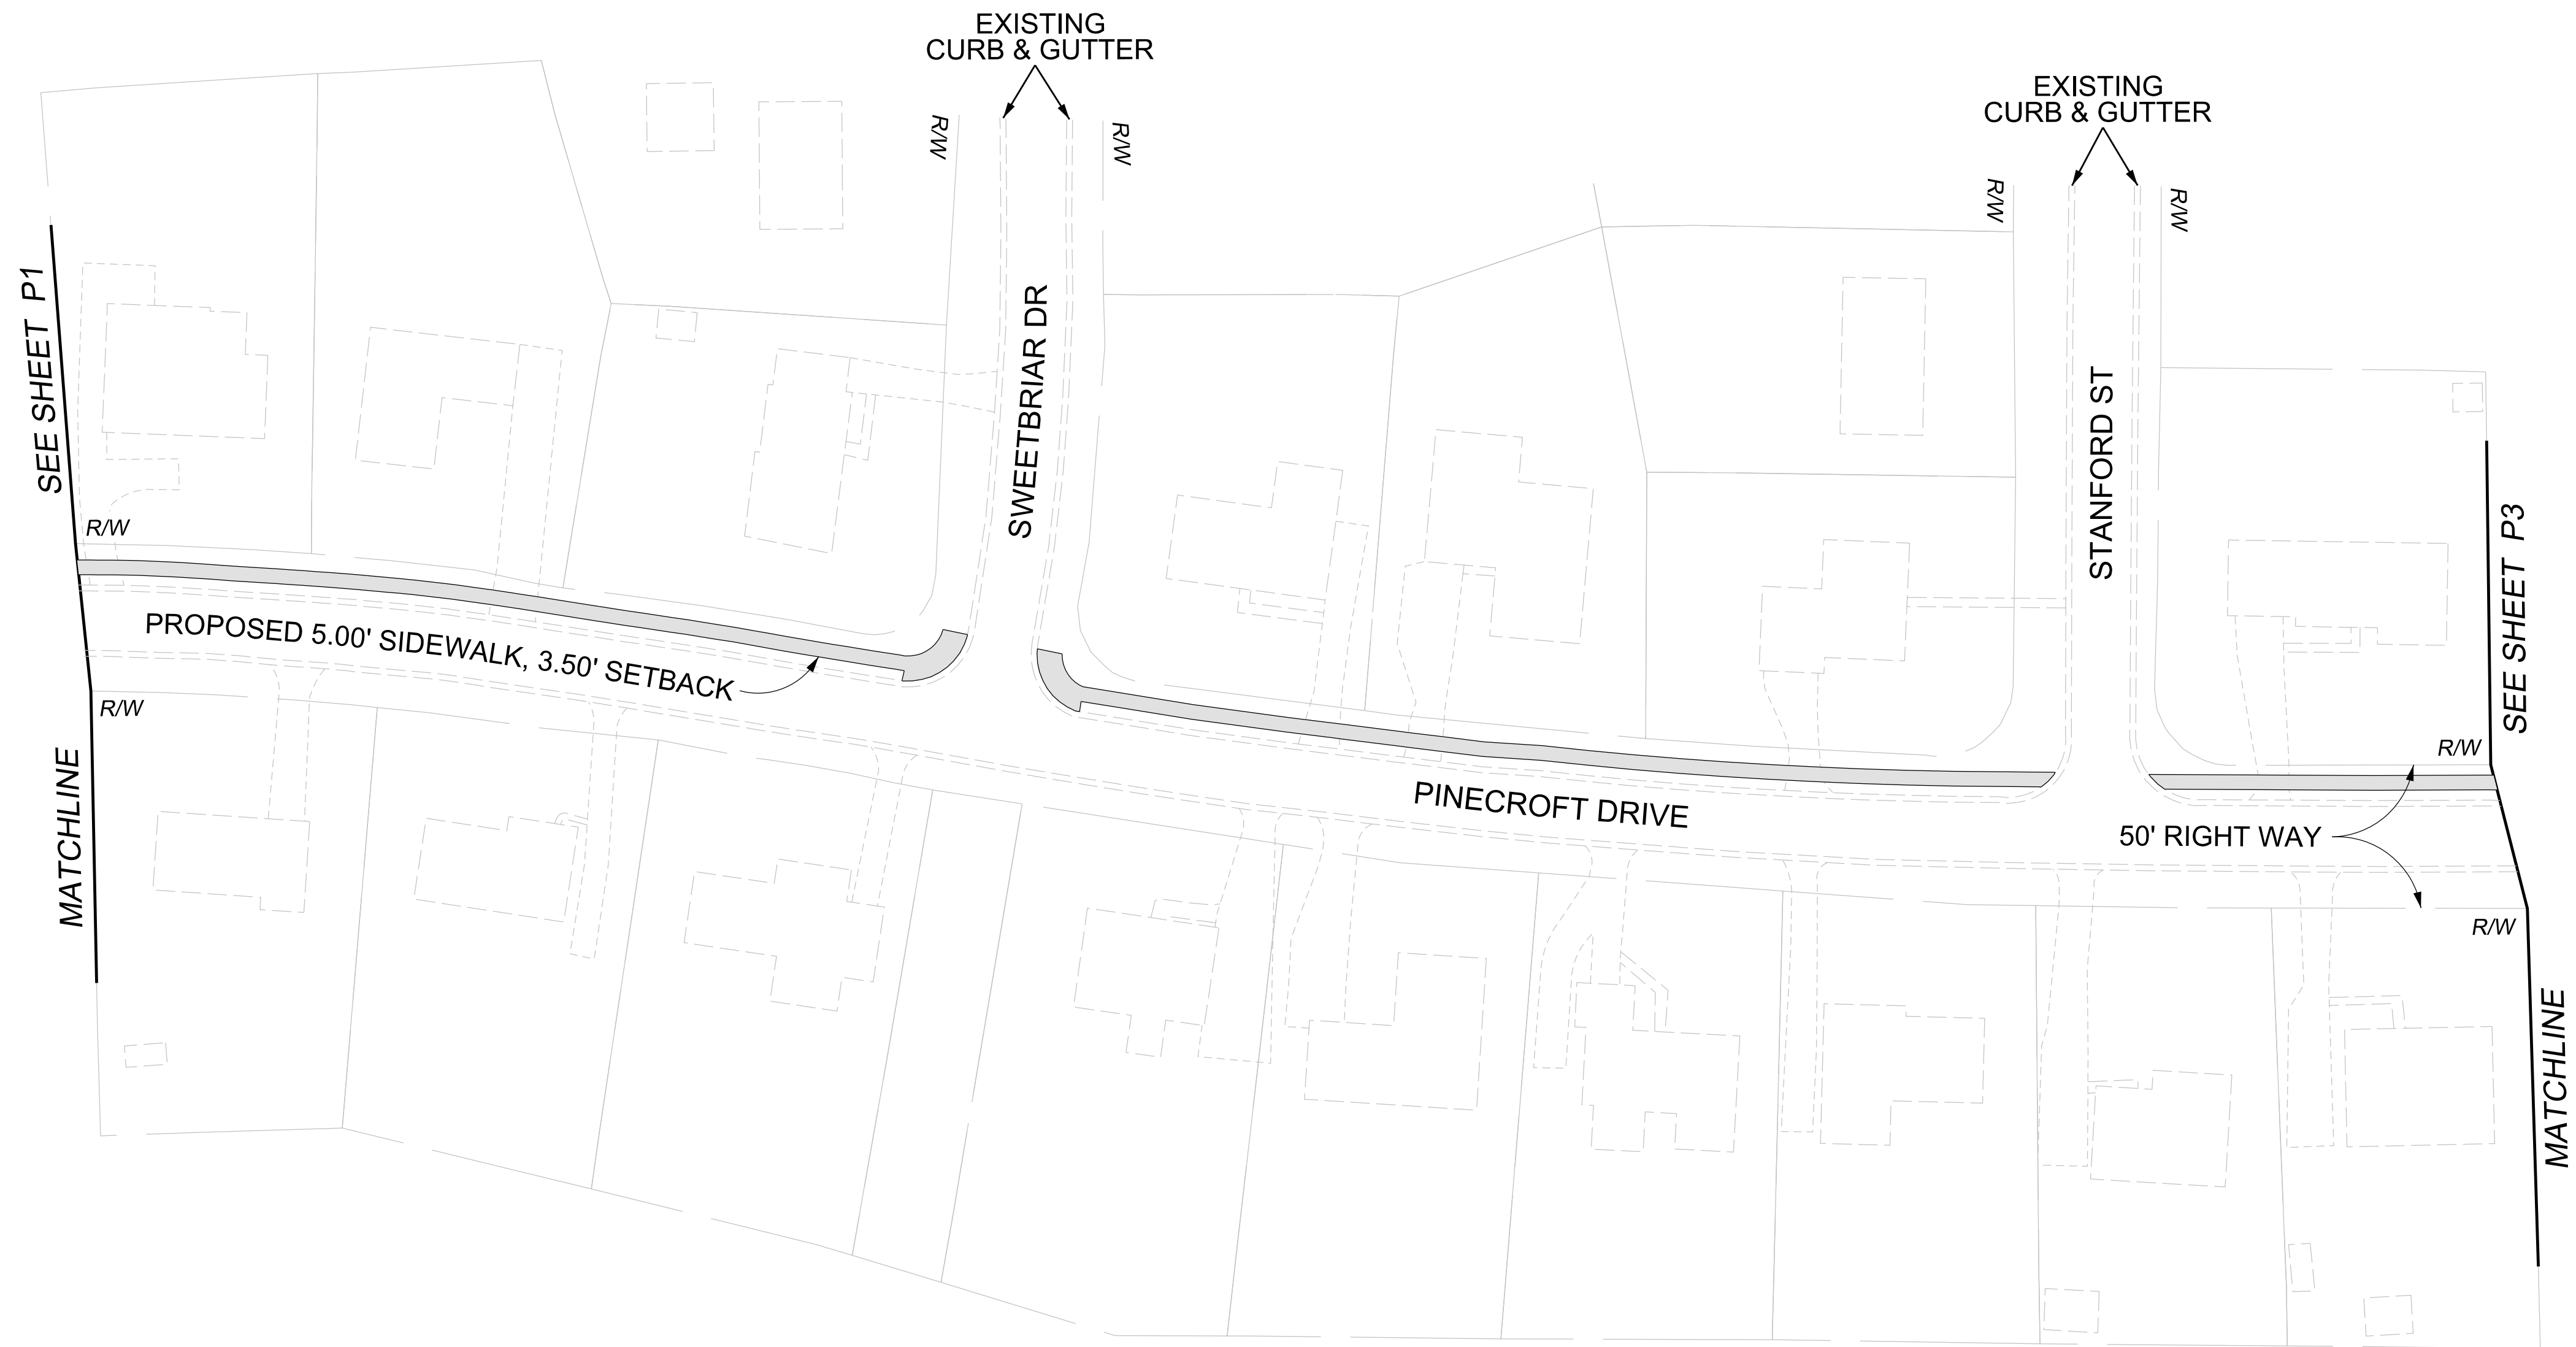 EXISTING
CURB & GUTTER
EXISTING
CURB & GUTTER
R/W
R/W
R/W
R/W
SEE SHEET P1
SWEETBRIAR DR
STANFORD ST
SEE SHEET P3
R/W
PROPOSED 5.00' SIDEWALK, 3.50' SETBACK
R/W
R/W
MATCHLINE
PINECROFT DRIVE
50' RIGHT WAY
R/W
MATCHLINE